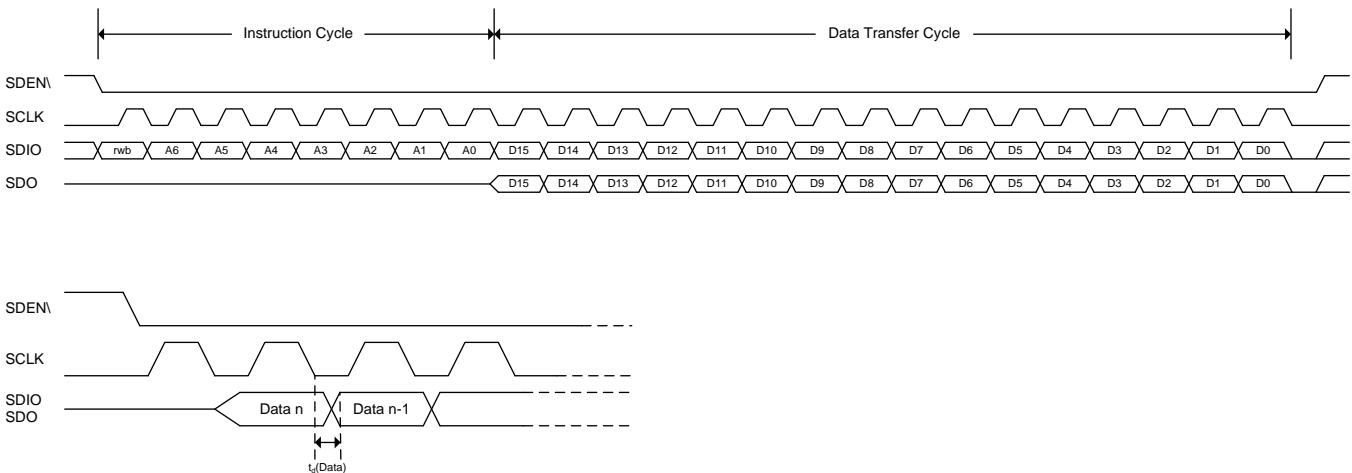 Instruction Cycle Data Transfer Cycle
SDEN\
SCLK
SDIO rwb A6 A5 A4 A3 A2 A1 A0 D15 D14 D13 D12 D11 D10 D9 D8 D7 D6 D5 D4 D3 D2 D1 D0
SDO D15 D14 D13 D12 D11 D10 D9 D8 D7 D6 D5 D4 D3 D2 D1 D0
SDEN\
SCLK
SDIO
SDO Data n Data n-1
td(Data)